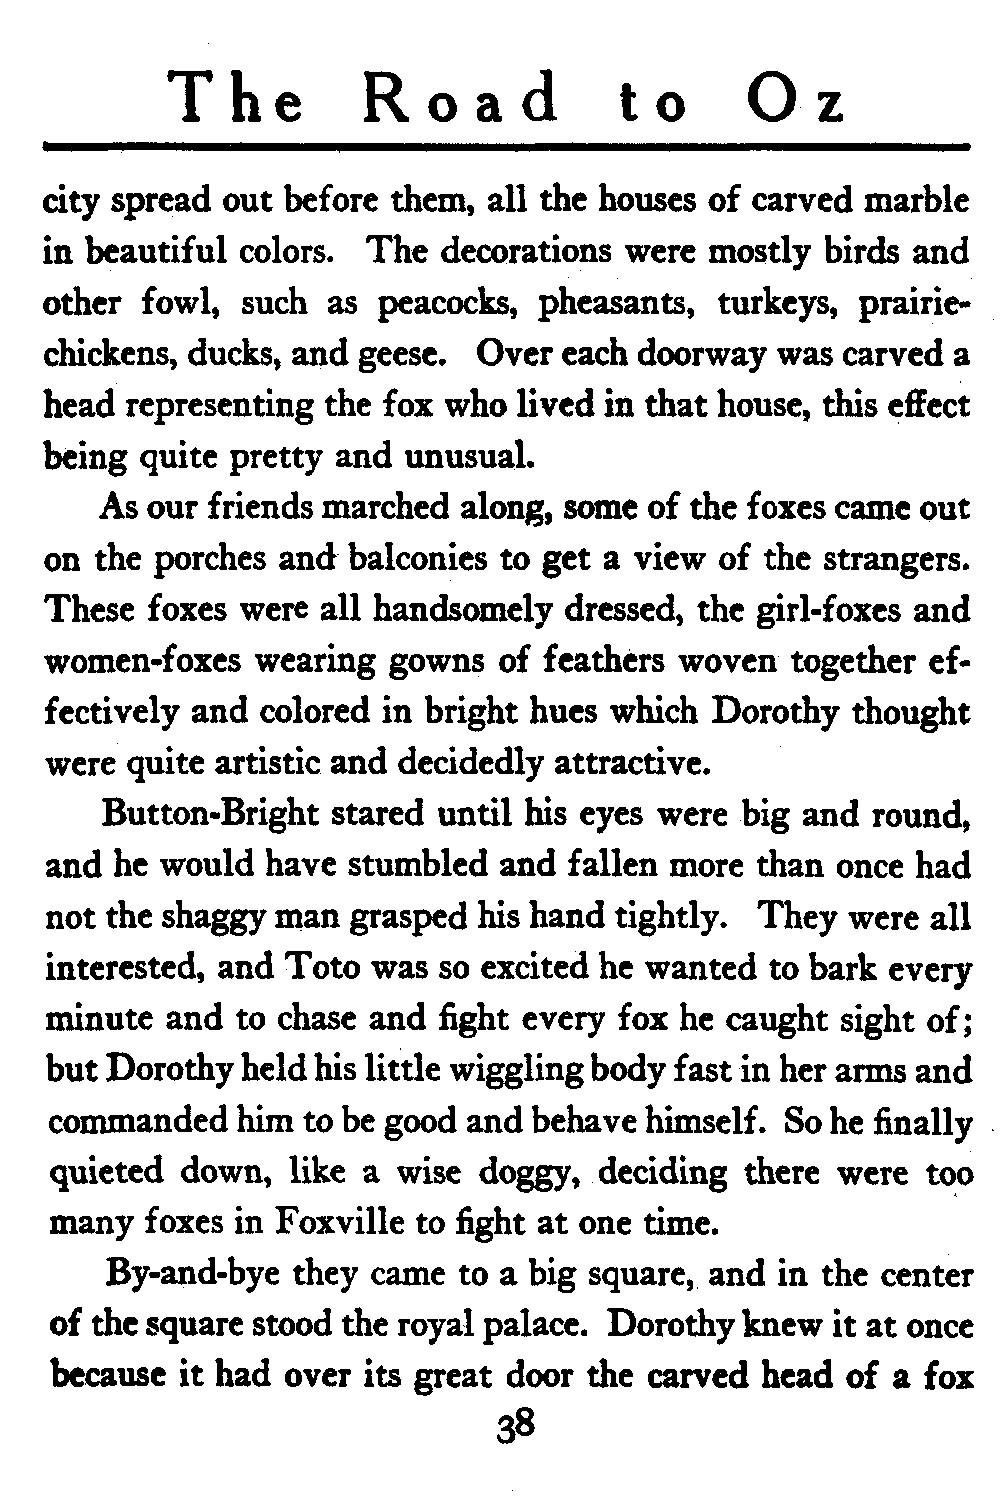 The Road to Oz
city spread out before them, all the houses of carved marble
in beautiful colors. The decorations were mostly birds and
other fowl, such as peacocks, pheasants, turkeys, prairie-
chickens, ducks, and geese. Over each doorway was carved a
head representing the fox who lived in that house, this effect
being quite pretty and unusual.
As our friends marched along, some of the foxes came out
on the porches and balconies to get a view of the strangers.
These foxes were all handsomely dressed, the girl-foxes and
women-foxes wearing gowns of feathers woven together ef-
fectively and colored in bright hues which Dorothy thought
were quite artistic and decidedly attractive.
Button-Bright stared until his eyes were big and round,
and he would have stumbled and fallen more than once had
not the shaggy man grasped his hand tightly. They were all
interested, and Toto was so excited he wanted to bark every
minute and to chase and fight every fox he caught sight of;
but Dorothy held his little wiggling body fast in her arms and
commanded him to be good and behave himself. So he finally
quieted down, like a wise doggy, deciding there were too
many foxes in Foxville to fight at one time.
By-and-bye they came to a big square, and in the center
of the square stood the royal palace. Dorothy knew it at once
because it had over its great door the carved head of a fox
38